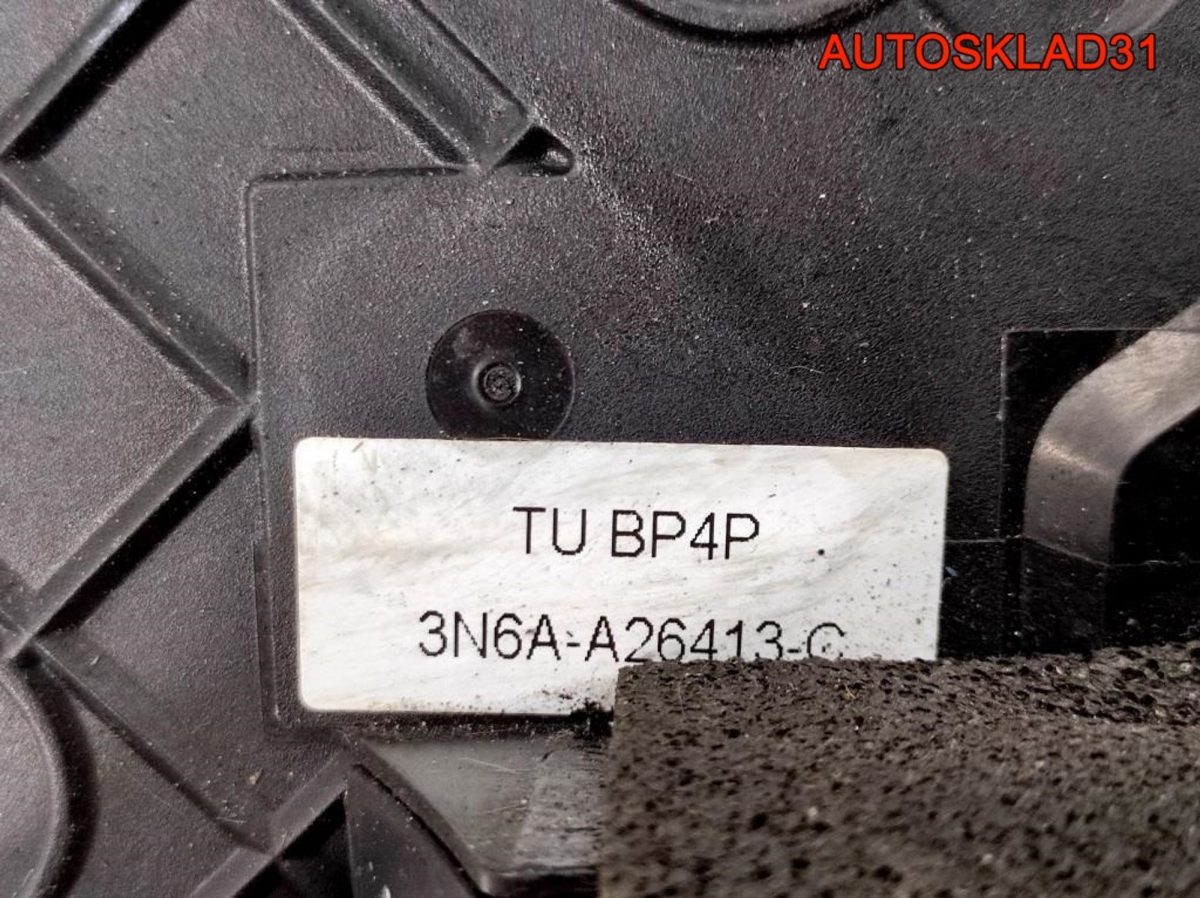 AUTOSKLAD31
TU BP4P
3N6A-A26413-C